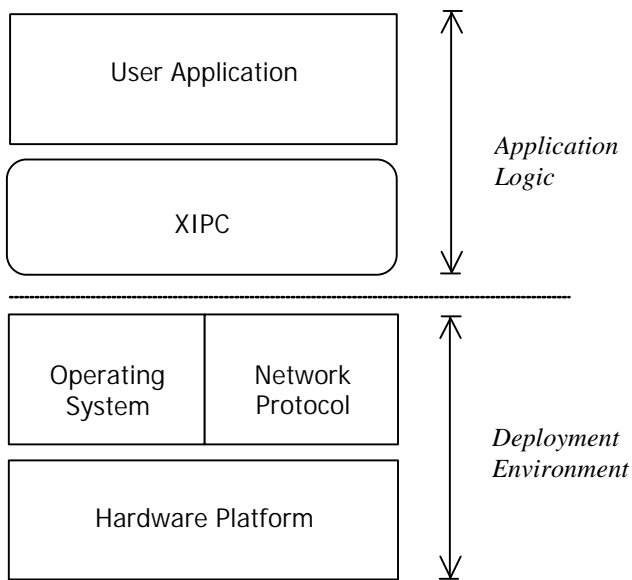 User Application
Application
Logic
XIPC
Operating
System
Network
Protocol
Deployment
Environment
Hardware Platform